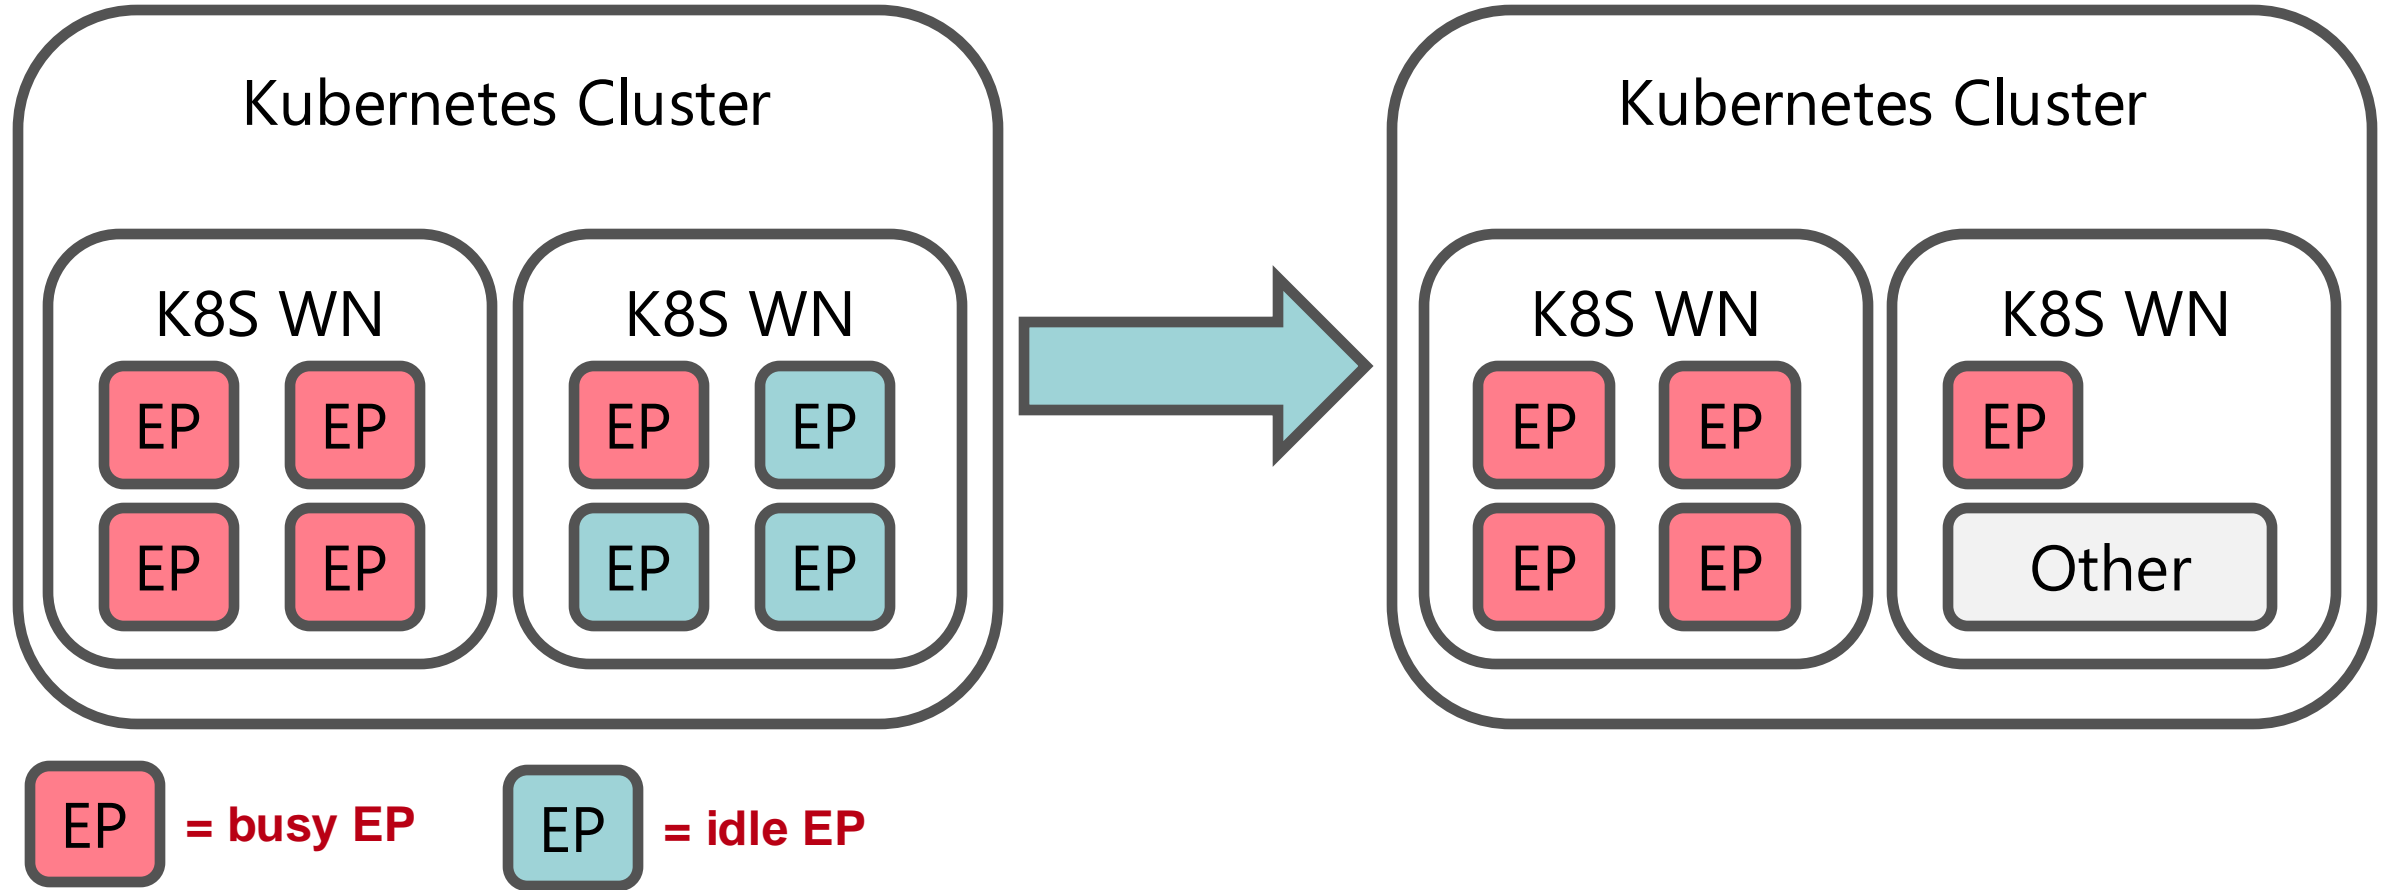 Kubernetes Cluster
K8S WN
EP EP
EP EP
K8S WN
EP EP
EP EP
Kubernetes Cluster
K8S WN
EP EP
EP EP
K8S WN
EP
Other
EP = busy EP
EP = idle EP